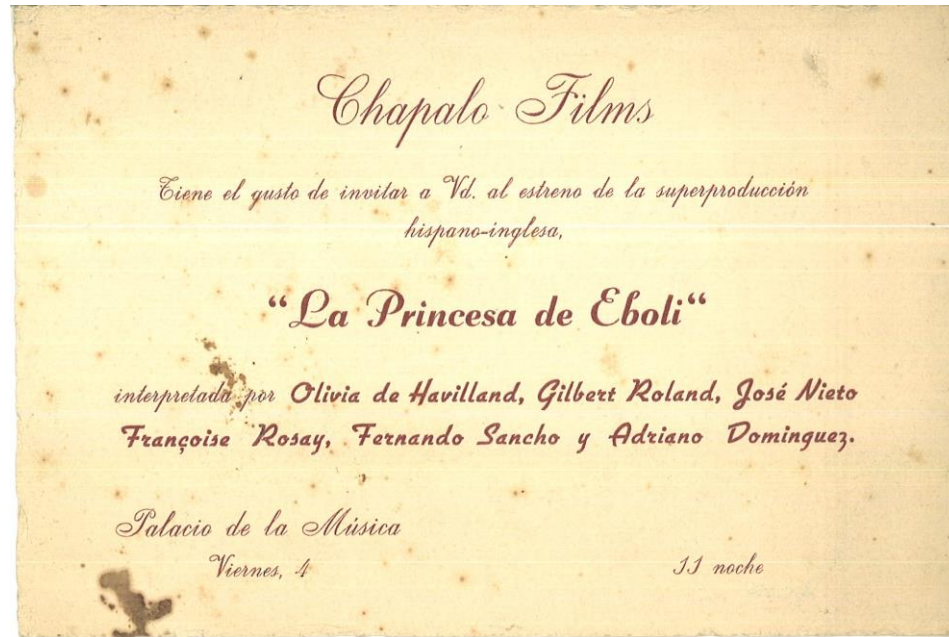 Chapalo Films
Tiene el gusto de invitar a Vd. al estreno de la superproducción
hispano-inglesa,
“La Princesa de Eboli“
interpretada por Olivia de Havilland, Gilbert Roland, José Nieto
Françoise Rosay, Fernando Sancho y Adriano Dominguez.
Palacio de la Música
Viernes, 4
11 noche